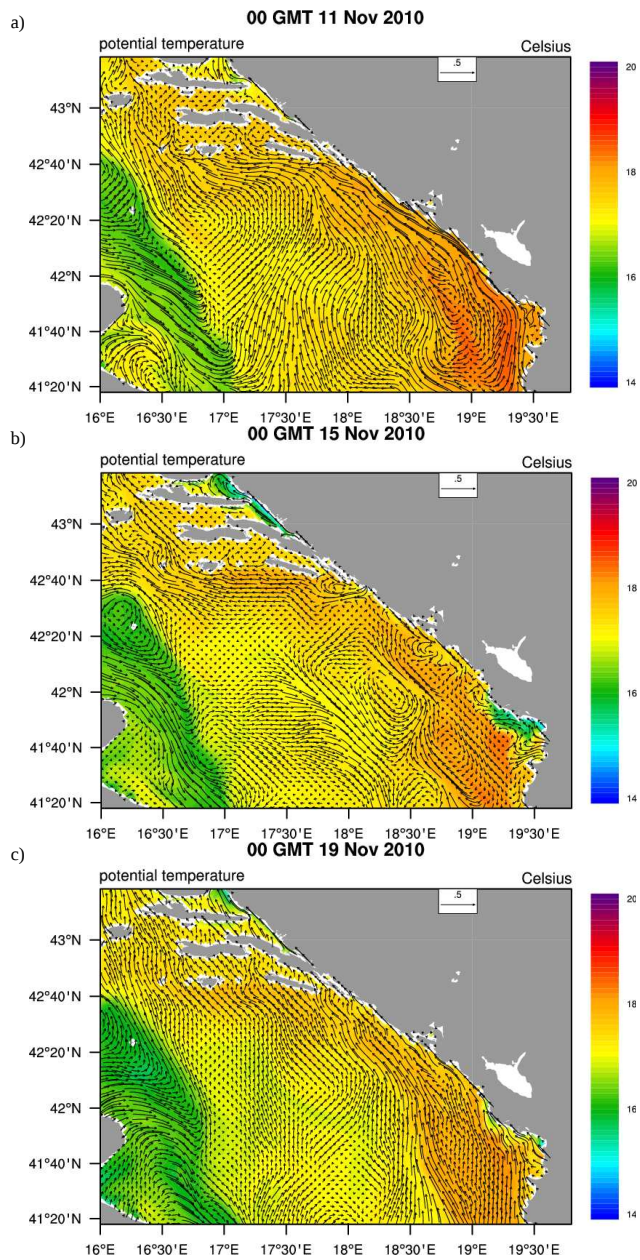 a)
00 GMT 11 Nov 2010
potential temperature
Celsius
.5
20
18
16
14
43°N
42°40'N
42°20'N
42°N
41°40'N
41°20'N
16°E
16°30'E
17°E
17°30'E
18°E
18°30'E
19°E
19°30'E
b)
00 GMT 15 Nov 2010
potential temperature
Celsius
.5
20
18
16
14
43°N
42°40'N
42°20'N
42°N
41°40'N
41°20'N
16°E
16°30'E
17°E
17°30'E
18°E
18°30'E
19°E
19°30'E
c)
00 GMT 19 Nov 2010
potential temperature
Celsius
.5
20
18
16
14
43°N
42°40'N
42°20'N
42°N
41°40'N
41°20'N
16°E
16°30'E
17°E
17°30'E
18°E
18°30'E
19°E
19°30'E